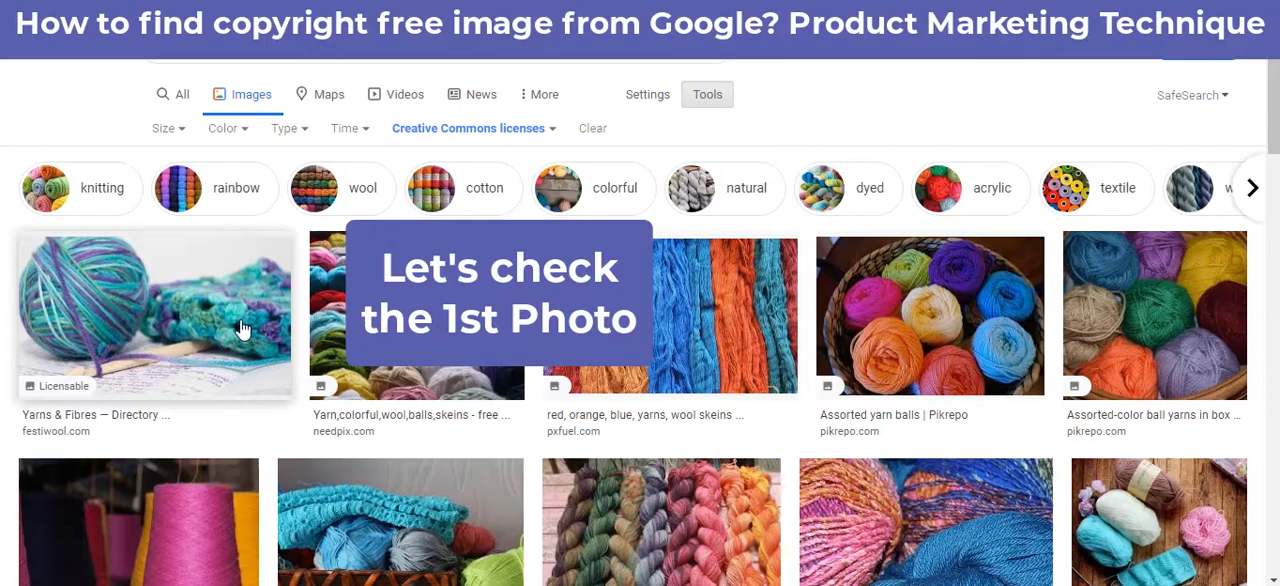 How to find copyright free image from Google? Product Marketing Technique
All Images Maps Videos News More Settings Tools SafeSearch
Size Color Type Time Creative Commons licenses Clear
knitting rainbow wool cotton colorful natural dyed acrylic textile
Let's check
the 1st Photo
Licensable
Yarns & Fibres — Directory ... Yarn,colorful,wool,balls,skeins - free ... red, orange, blue, yarns, wool skeins ... Assorted yarn balls | Pikrepo Assorted-color ball yarns in box ...
festiwool.com needpix.com pxfuel.com pikrepo.com pikrepo.com